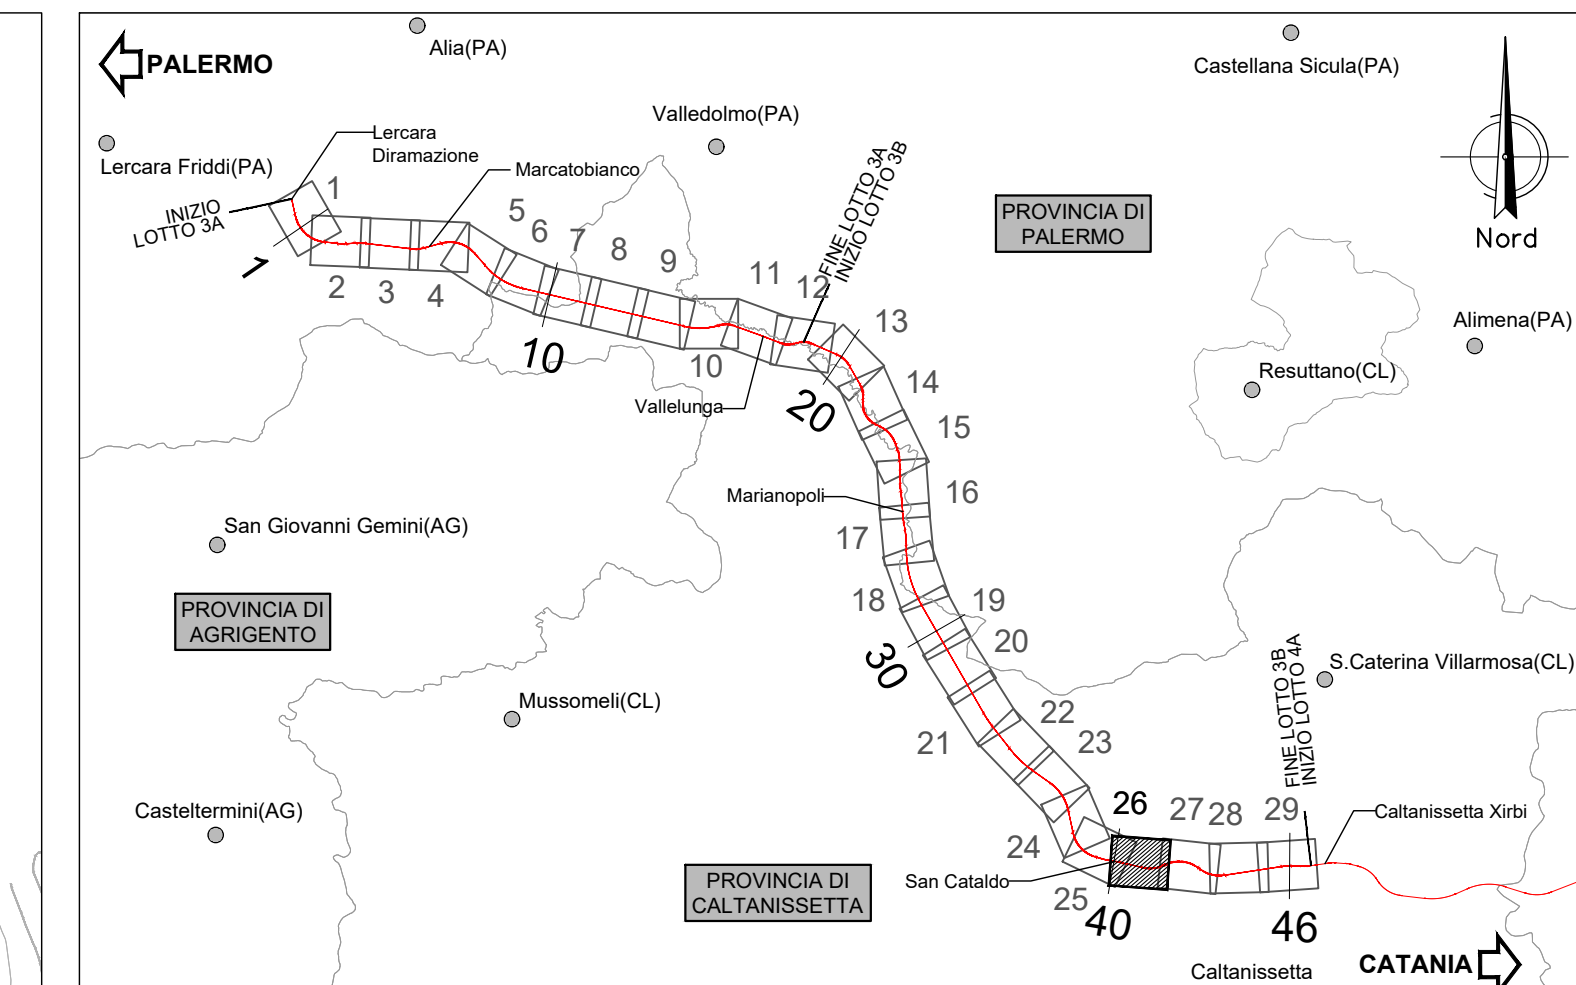 PALERMO
Alia(PA)
Castellana Sicula(PA)
Valledolmo(PA)
Lercara Friddi(PA)
Lercara
Diramazione
Marcatobianco
INIZIO
LOTTO 3A
FINE LOTTO 3A
INIZIO LOTTO 3B
PROVINCIA DI
PALERMO
Nord
1
1
2
3
4
5
6
7
8
9
10
10
11
12
13
14
15
16
17
18
19
20
20
21
22
23
24
25
26
27
28
29
30
40
46
Vallelunga
Alimena(PA)
Resuttano(CL)
Marianopoli
San Giovanni Gemini(AG)
PROVINCIA DI
AGRIGENTO
Mussomeli(CL)
S.Caterina Villarmosa(CL)
FINE LOTTO 3B
INIZIO LOTTO 4A
Casteltermini(AG)
Caltanissetta Xirbi
PROVINCIA DI
CALTANISSETTA
San Cataldo
Caltanissetta
CATANIA